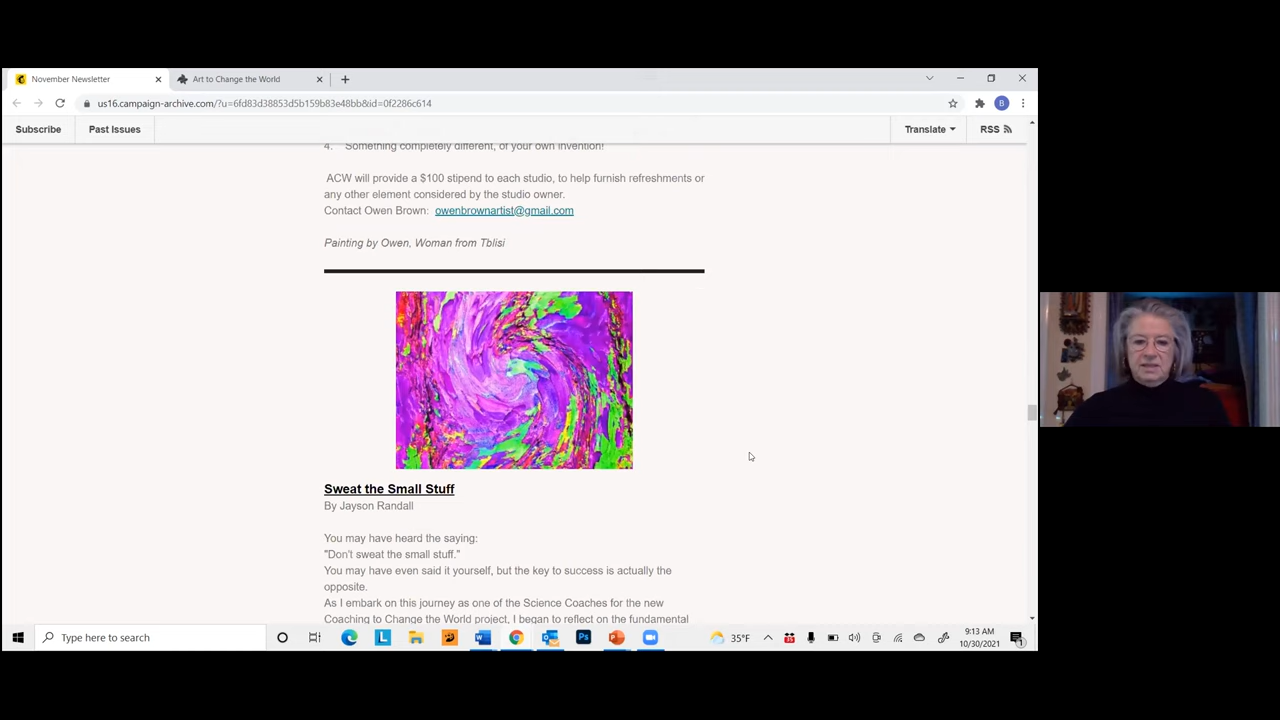 November Newsletter
Art to Change the World
us16.campaign-archive.com/?u=6fd83d38853d5b159b83e48bb&id=0f2286c614
B
Subscribe
Past Issues
Translate
RSS
4. Something completely different, of your own invention!
ACW will provide a $100 stipend to each studio, to help furnish refreshments or
any other element considered by the studio owner.
Contact Owen Brown: owenbrownartist@gmail.com
Painting by Owen, Woman from Tblisi
Sweat the Small Stuff
By Jayson Randall
You may have heard the saying:
"Don't sweat the small stuff."
You may have even said it yourself, but the key to success is actually the
opposite.
As I embark on this journey as one of the Science Coaches for the new
Coaching to Change the World project, I began to reflect on the fundamental
Type here to search
L
W
Ps
P
35°F
9:13 AM
10/30/2021
1